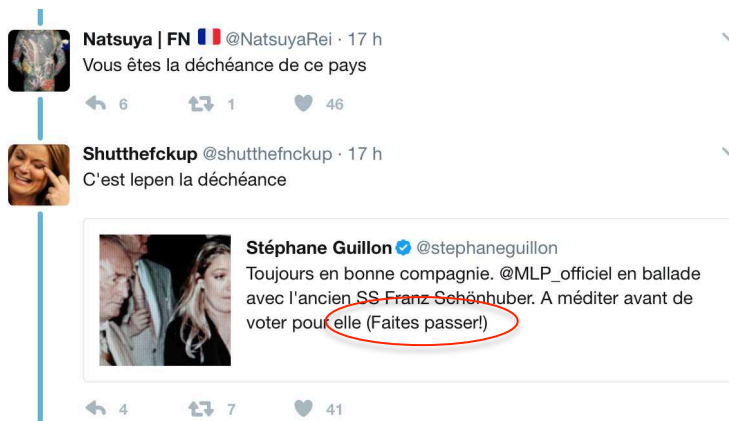 Natsuya | FN 🇫🇷 @NatsuyaRei · 17 h
Vous êtes la déchéance de ce pays
6 1 46
Shutthefckup @shutthefnckup · 17 h
C'est lepen la déchéance
Stéphane Guillon @stephaneguillon
Toujours en bonne compagnie. @MLP_officiel en ballade
avec l'ancien SS Franz Schönhuber. A méditer avant de
voter pour elle (Faites passer!)
4 7 41